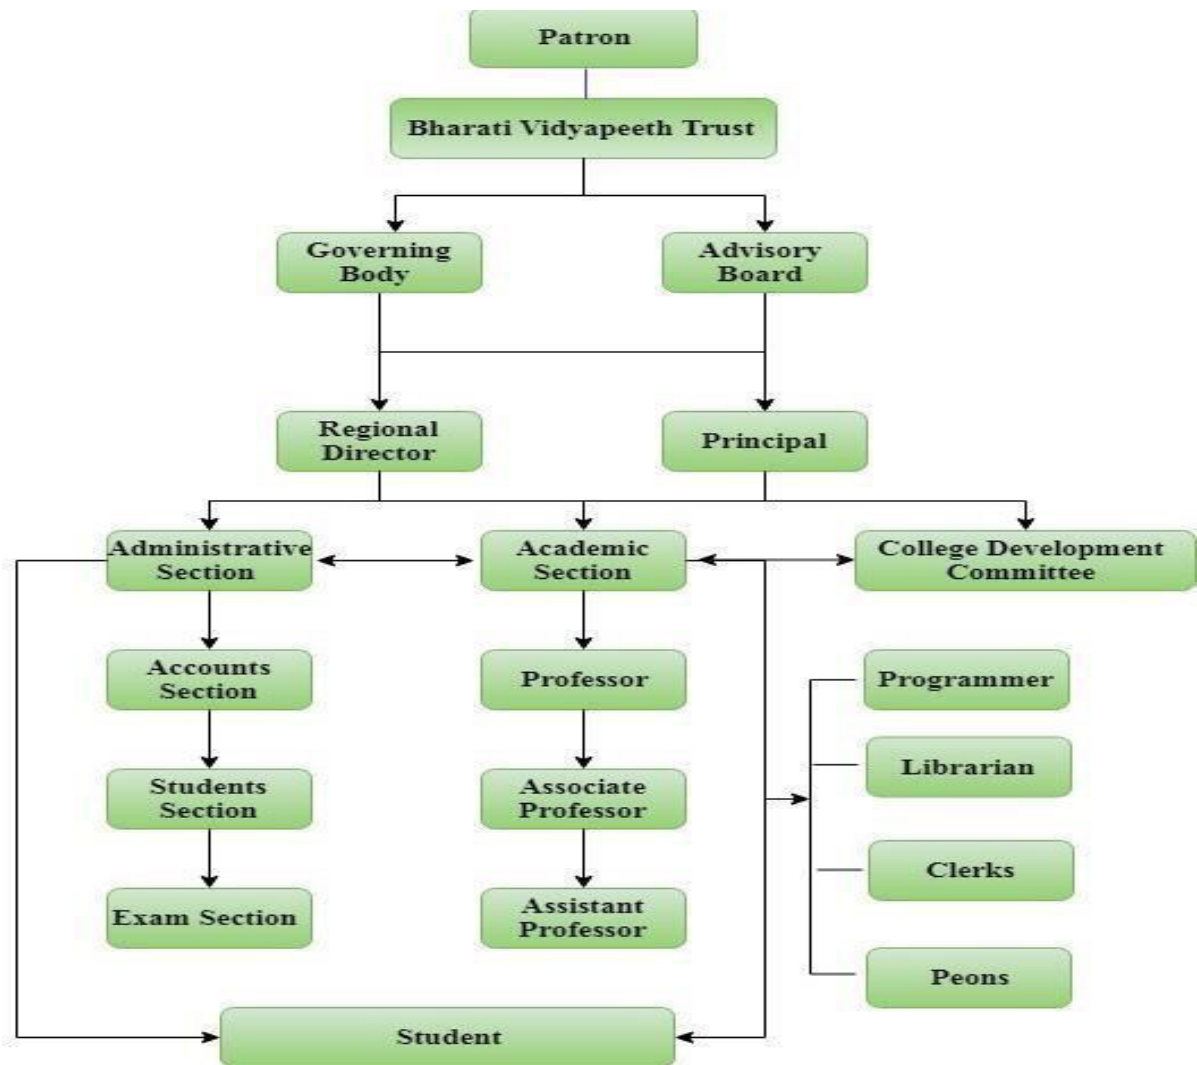 Patron
Bharati Vidyapeeth Trust
Governing
Body
Advisory
Board
Regional
Director
Principal
Administrative
Section
Academic
Section
College Development
Committee
Accounts
Section
Professor
Programmer
Librarian
Students
Section
Associate
Professor
Clerks
Exam Section
Assistant
Professor
Peons
Student